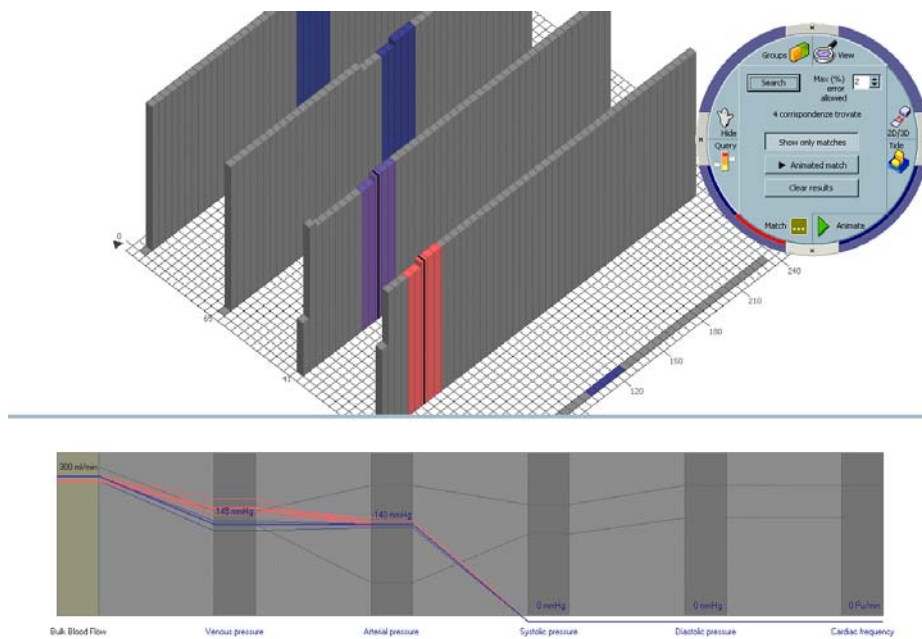 Groups
View
Search
Max (%)
error
allowed
2
4 corrispondenze trovate
Hide
2D/3D
Query
Tide
Show only matches
Animated match
Clear results
Match
Animate
0
240
210
180
150
120
300 ml/min
-145 mmHg
-140 mmHg
0 mmHg
0 mmHg
0 Pu/min
Bulk Blood Flow
Venous pressure
Arterial pressure
Systolic pressure
Diastolic pressure
Cardiac frequency